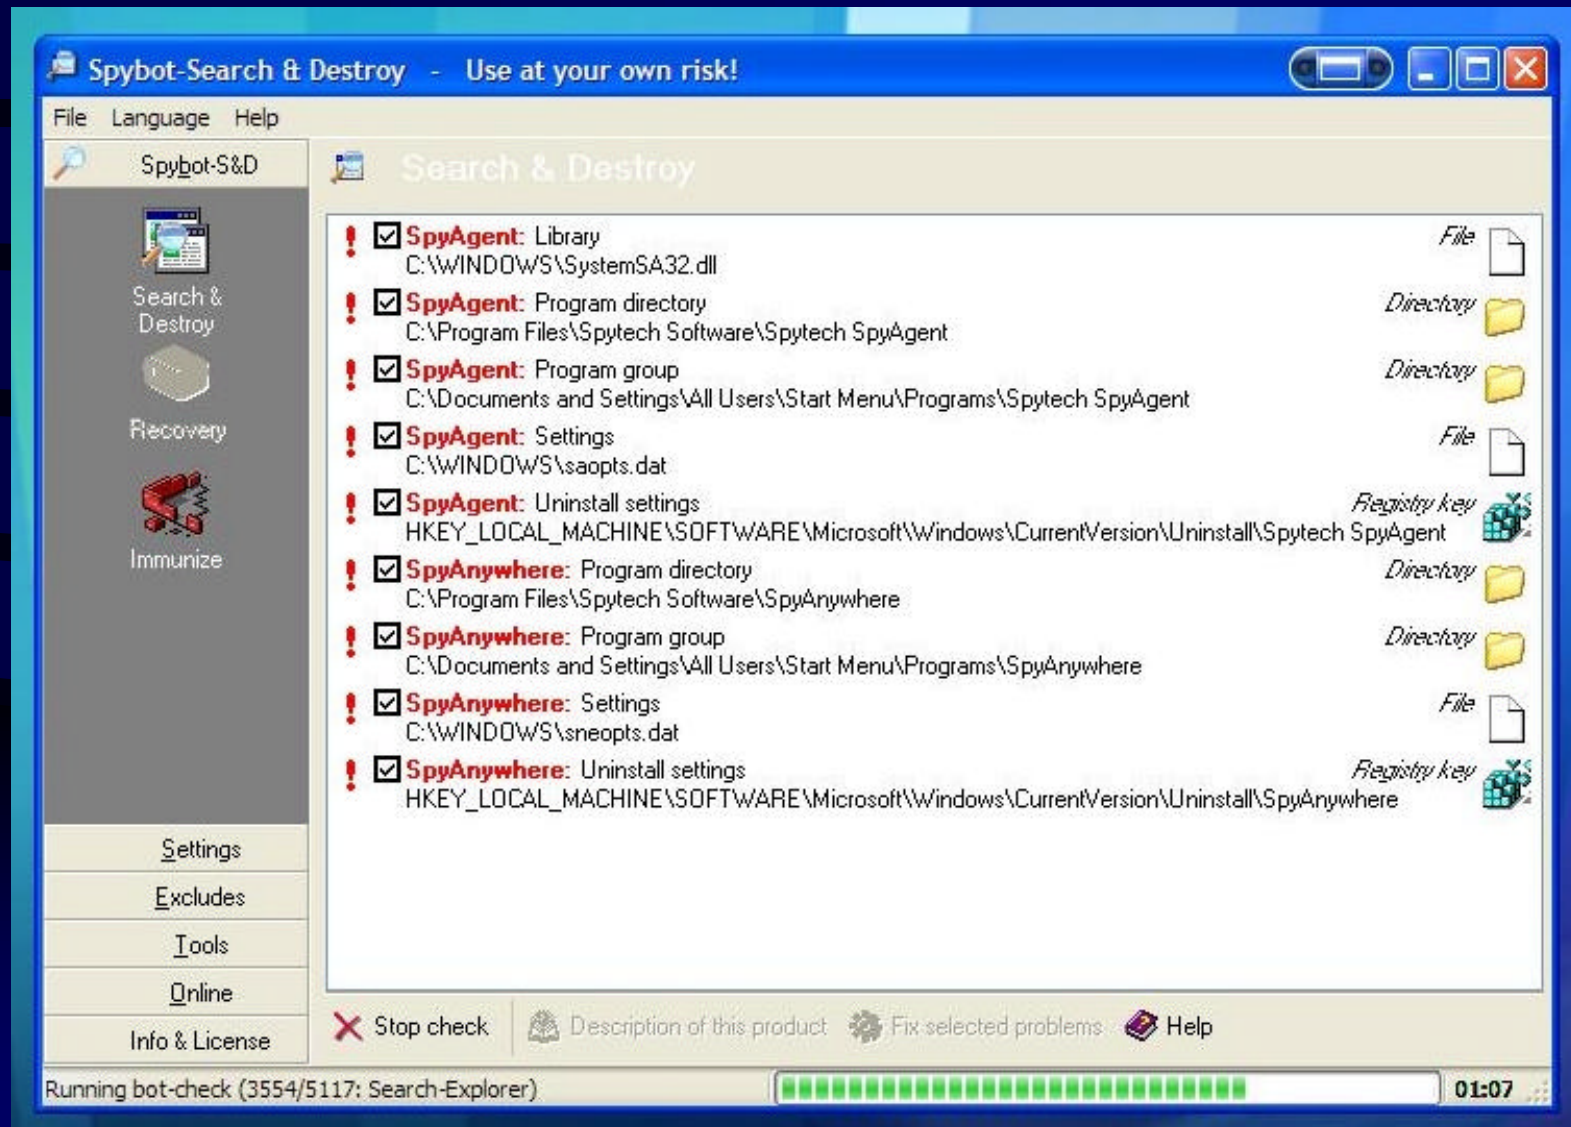 Spybot-Search & Destroy - Use at your own risk!
File Language Help
Spybot-S&D
Search & Destroy
Search &
Destroy
Recovery
Immunize
Settings
Excludes
Tools
Online
Info & License
SpyAgent: Library File
C:\WINDOWS\SystemSA32.dll
SpyAgent: Program directory Directory
C:\Program Files\Spytech Software\Spytech SpyAgent
SpyAgent: Program group Directory
C:\Documents and Settings\All Users\Start Menu\Programs\Spytech SpyAgent
SpyAgent: Settings File
C:\WINDOWS\saopts.dat
SpyAgent: Uninstall settings Registry key
HKEY_LOCAL_MACHINE\SOFTWARE\Microsoft\Windows\CurrentVersion\Uninstall\Spytech SpyAgent
SpyAnywhere: Program directory Directory
C:\Program Files\Spytech Software\SpyAnywhere
SpyAnywhere: Program group Directory
C:\Documents and Settings\All Users\Start Menu\Programs\SpyAnywhere
SpyAnywhere: Settings File
C:\WINDOWS\sneopts.dat
SpyAnywhere: Uninstall settings Registry key
HKEY_LOCAL_MACHINE\SOFTWARE\Microsoft\Windows\CurrentVersion\Uninstall\SpyAnywhere
Stop check Description of this product Fix selected problems Help
Running bot-check (3554/5117: Search-Explorer) 01:07